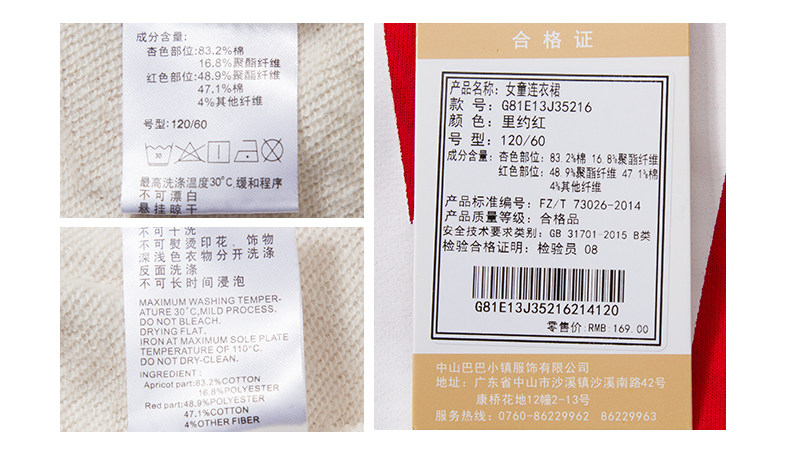 成分含量:
杏色部位:83.2%棉
16.8%聚酯纤维
红色部位:48.9%聚酯纤维
47.1%棉
4%其他纤维
号型:120/60
30
最高洗涤温度30℃缓和程序
不可漂白
悬挂晾干
不可干洗
不可熨烫印花、饰物
深浅色衣物分开洗涤
反面洗涤
不可长时间浸泡
MAXIMUM WASHING TEMPER-
ATURE 30℃,MILD PROCESS.
DO NOT BLEACH.
DRYING FLAT.
IRON AT MAXIMUM SOLE PLATE
TEMPERATURE OF 110℃.
DO NOT DRY-CLEAN.
INGREDIENT:
Apricot part:83.2%COTTON
16.8%POLYESTER
Red part:48.9%POLYESTER
47.1%COTTON
4%OTHER FIBER
合格证
产品名称: 女童连衣裙
款号: G81E13J35216
颜色: 里约红
号型: 120/60
成分含量: 杏色部位: 83.2%棉 16.8%聚酯纤维
红色部位: 48.9%聚酯纤维 47.1%棉
4%其他纤维
产品标准编号: FZ/T 73026-2014
产品质量等级: 合格品
安全技术要求类别: GB 31701-2015 B类
检验合格证明: 检验员 08
G81E13J35216214120
零售价:RMB:169.00
中山巴巴小镇服饰有限公司
地址: 广东省中山市沙溪镇沙溪南路42号
康桥花地12幢2-13号
服务热线: 0760-86229962 86229963